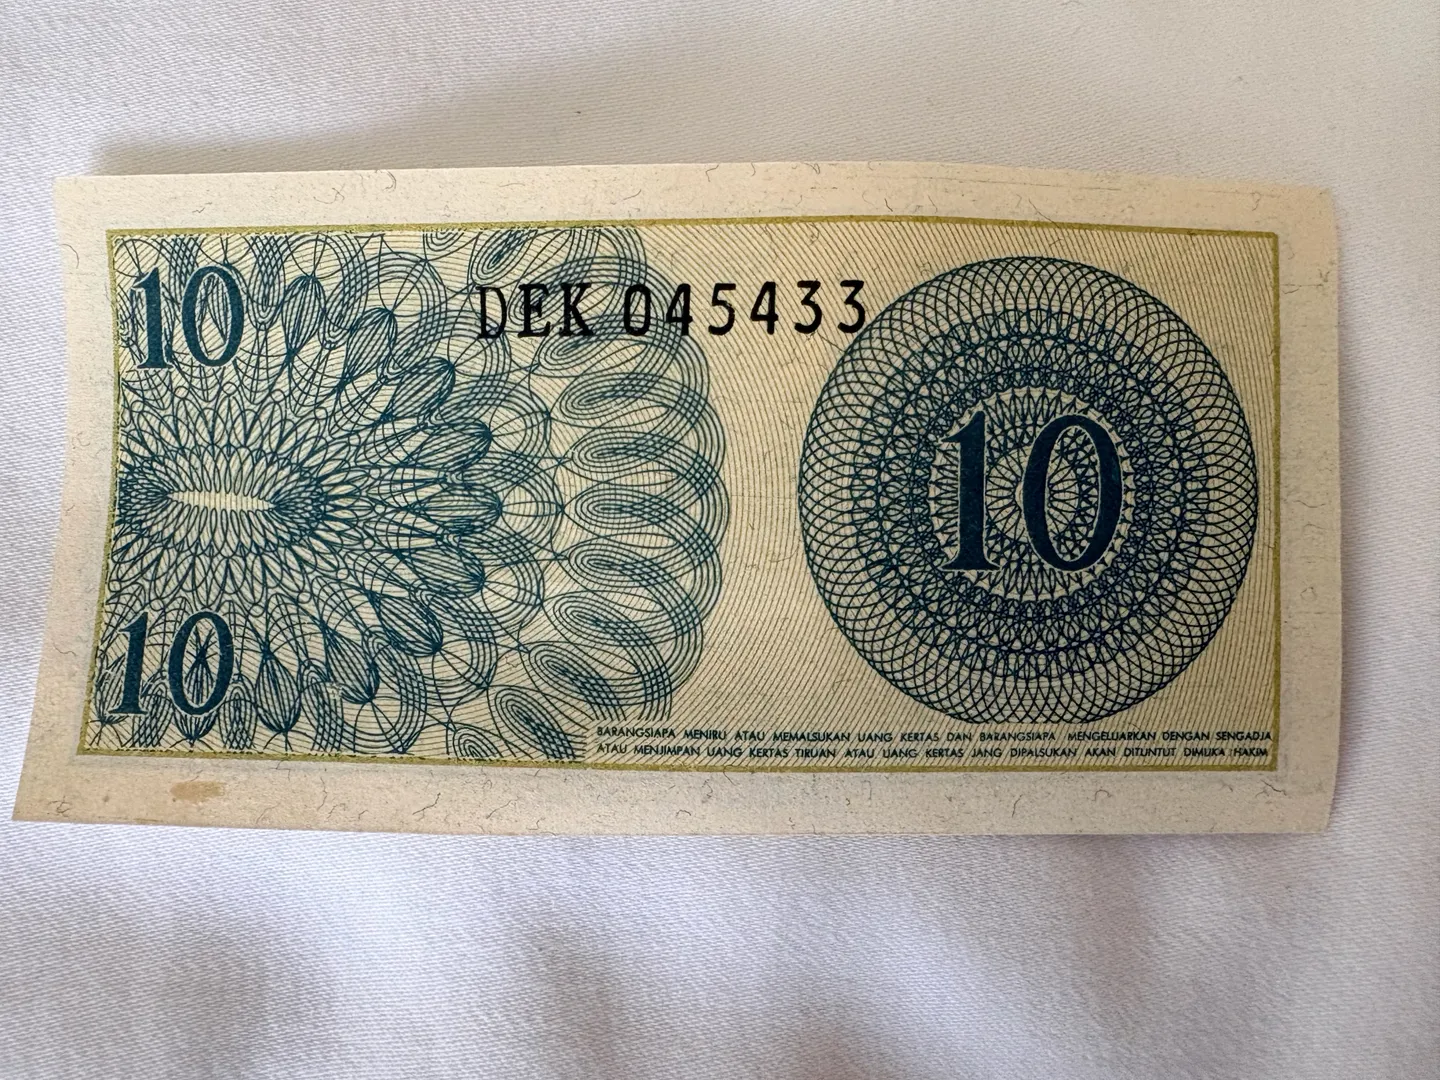 10
DEK 045433
10
10
BARANGSIAPA MENIRU ATAU MEMALSUKAN UANG KERTAS DAN BARANGSIAPA MENGELUARKAN DENGAN SENGADJA
ATAU MENJIMPAN UANG KERTAS TIRUAN ATAU UANG KERTAS JANG DIPALSUKAN AKAN DITUNTUT DIMUKA HAKIM